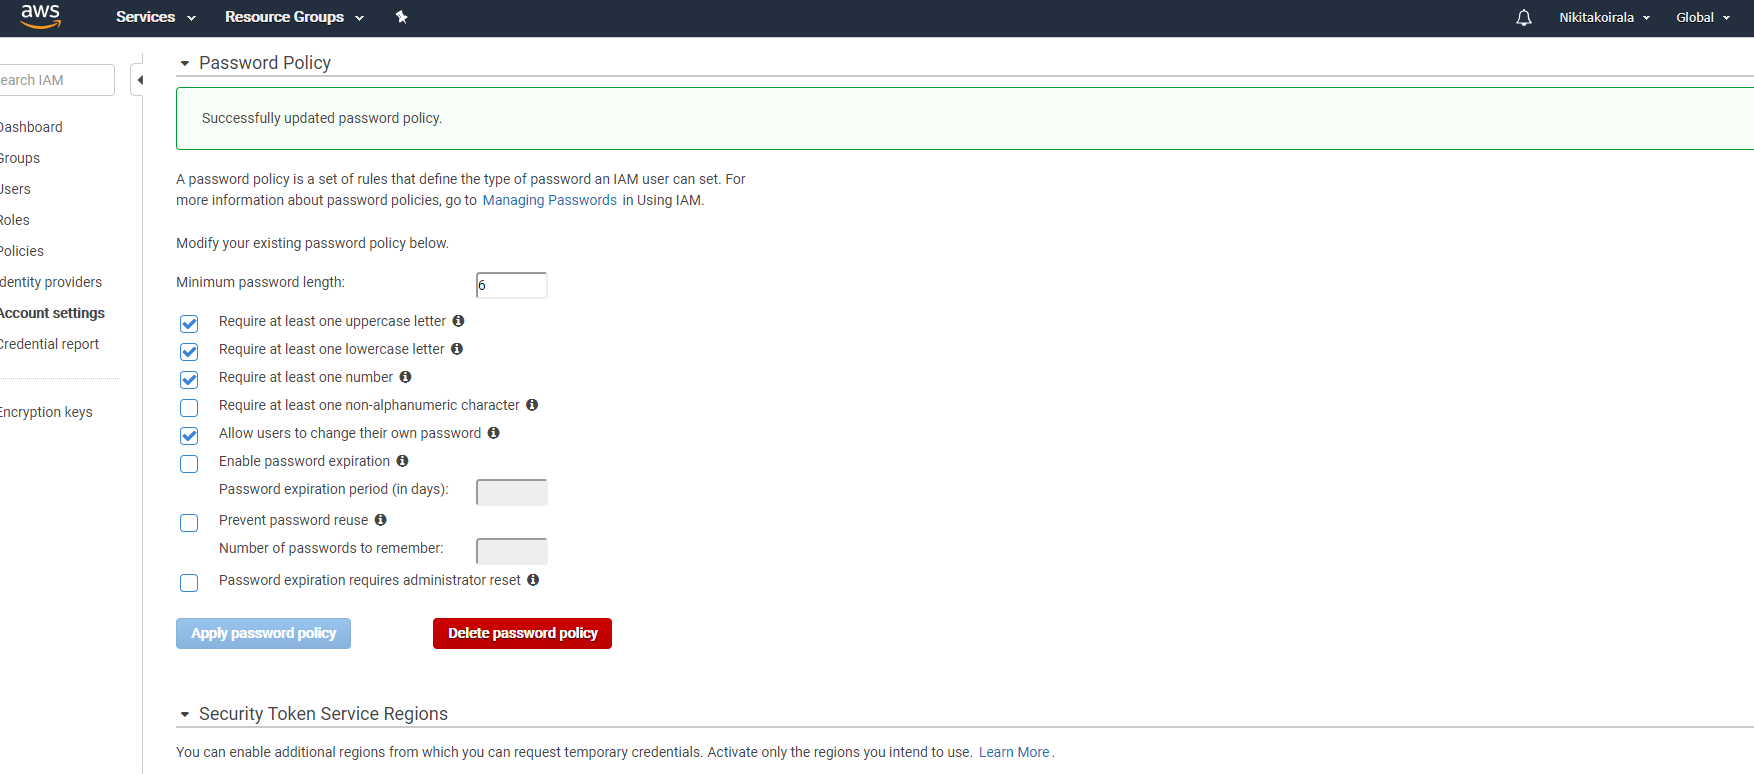 aws Services Resource Groups Nikitakoirala Global
earch IAM
Dashboard
Groups
Users
Roles
Policies
dentity providers
Account settings
Credential report
Encryption keys
Password Policy
Successfully updated password policy.
A password policy is a set of rules that define the type of password an IAM user can set. For
more information about password policies, go to Managing Passwords in Using IAM.
Modify your existing password policy below.
Minimum password length: 6
Require at least one uppercase letter
Require at least one lowercase letter
Require at least one number
Require at least one non-alphanumeric character
Allow users to change their own password
Enable password expiration
Password expiration period (in days):
Prevent password reuse
Number of passwords to remember:
Password expiration requires administrator reset
Apply password policy Delete password policy
Security Token Service Regions
You can enable additional regions from which you can request temporary credentials. Activate only the regions you intend to use. Learn More.